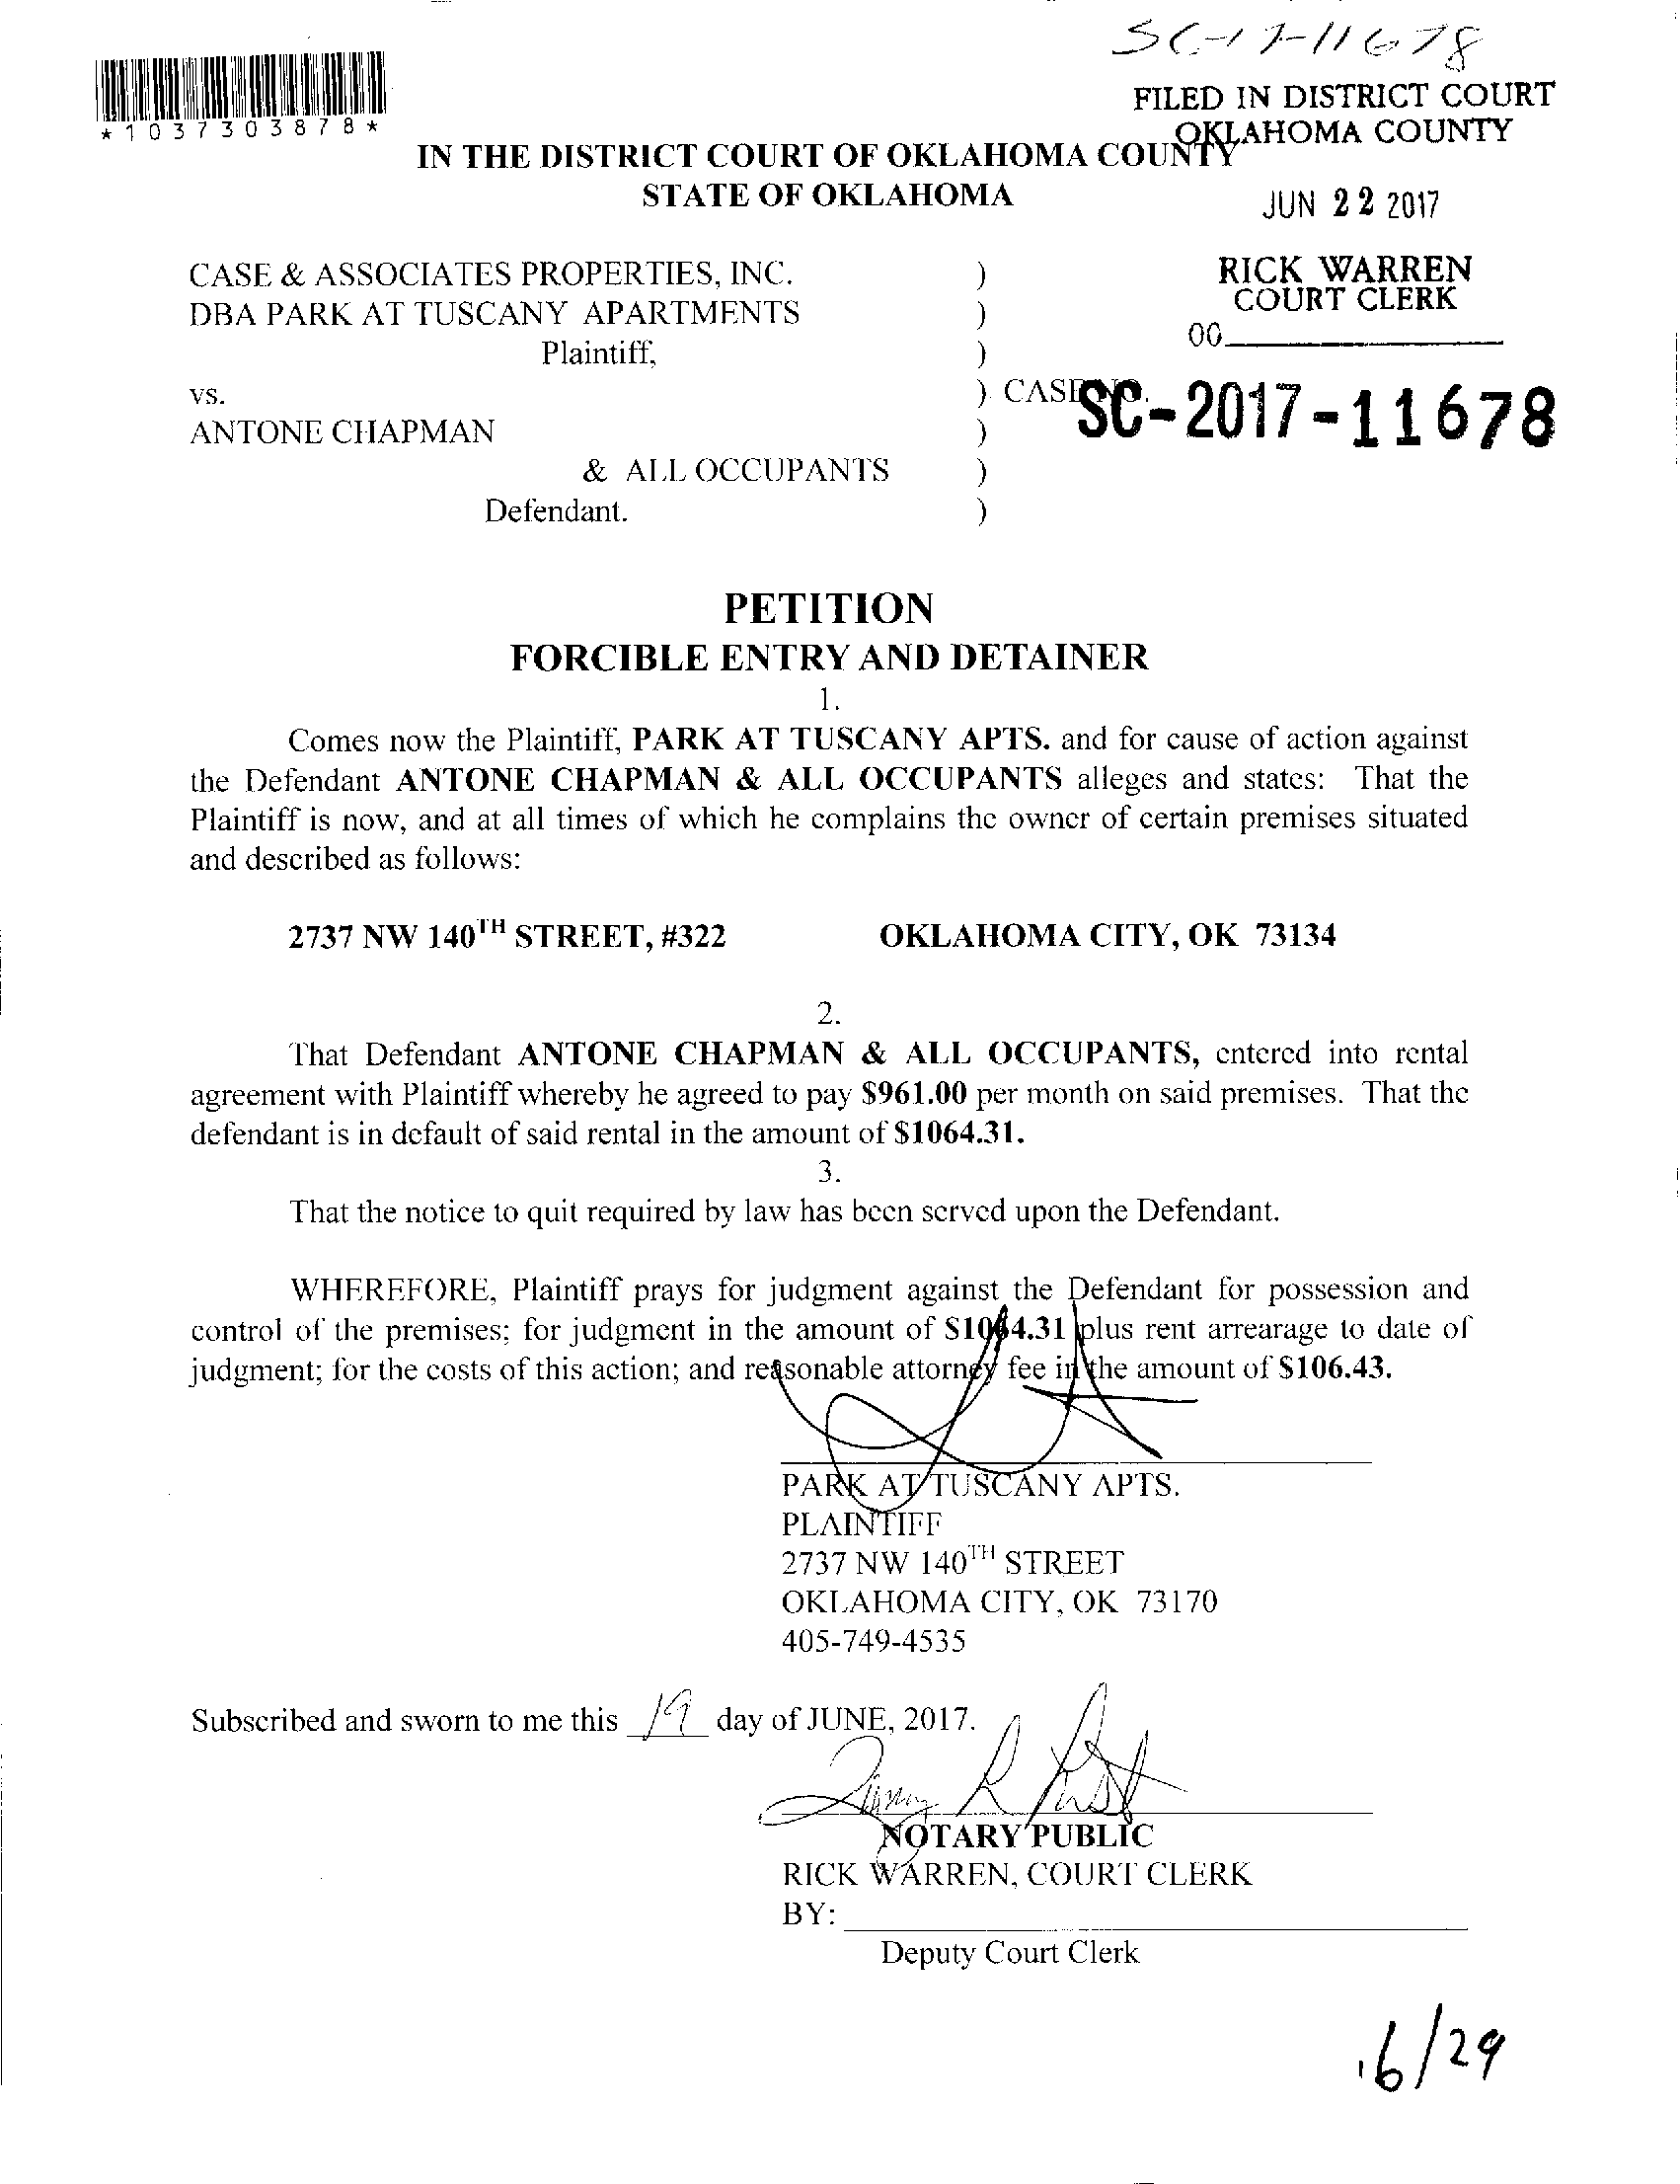 SC-17-11678
FILED IN DISTRICT COURT
OKLAHOMA COUNTY
*1037303878*
IN THE DISTRICT COURT OF OKLAHOMA COUNTY
STATE OF OKLAHOMA
JUN 22 2017
CASE & ASSOCIATES PROPERTIES, INC. )
RICK WARREN
COURT CLERK
DBA PARK AT TUSCANY APARTMENTS )
00
Plaintiff, )
vs. ) CASE NO.
SC-2017-11678
ANTONE CHAPMAN )
& ALL OCCUPANTS )
Defendant. )
PETITION
FORCIBLE ENTRY AND DETAINER
1.
Comes now the Plaintiff, PARK AT TUSCANY APTS. and for cause of action against
the Defendant ANTONE CHAPMAN & ALL OCCUPANTS alleges and states: That the
Plaintiff is now, and at all times of which he complains the owner of certain premises situated
and described as follows:
2737 NW 140TH STREET, #322 OKLAHOMA CITY, OK 73134
2.
That Defendant ANTONE CHAPMAN & ALL OCCUPANTS, entered into rental
agreement with Plaintiff whereby he agreed to pay $961.00 per month on said premises. That the
defendant is in default of said rental in the amount of $1064.31.
3.
That the notice to quit required by law has been served upon the Defendant.
WHEREFORE, Plaintiff prays for judgment against the Defendant for possession and
control of the premises; for judgment in the amount of $1064.31 plus rent arrearage to date of
judgment; for the costs of this action; and reasonable attorney fee in the amount of $106.43.
PARK AT TUSCANY APTS.
PLAINTIFF
2737 NW 140TH STREET
OKLAHOMA CITY, OK 73170
405-749-4535
Subscribed and sworn to me this 19 day of JUNE, 2017.
NOTARY PUBLIC
RICK WARREN, COURT CLERK
BY:
Deputy Court Clerk
6/29